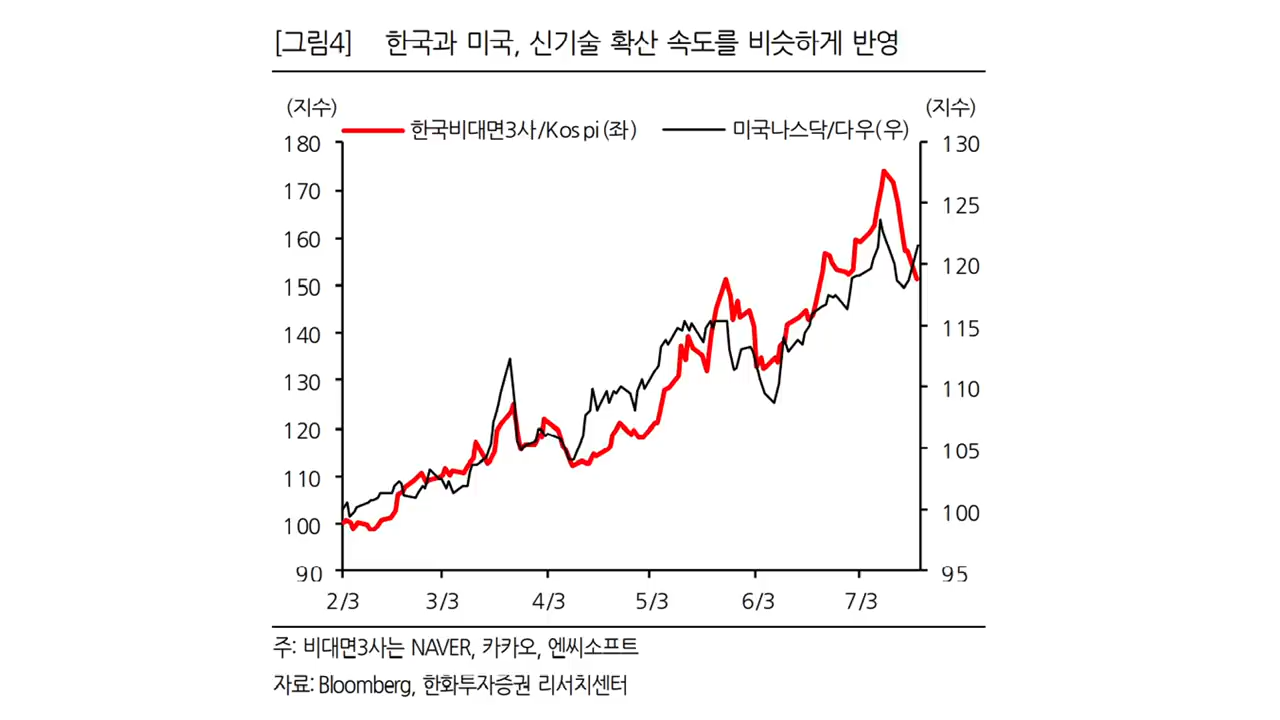 [그림4] 한국과 미국, 신기술 확산 속도를 비슷하게 반영
(지수) (지수)
한국비대면3사/Kospi(좌) 미국나스닥/다우(우)
180 130
170 125
160 120
150 115
140 110
130 105
120 100
110 95
100
90
2/3 3/3 4/3 5/3 6/3 7/3
주: 비대면3사는 NAVER, 카카오, 엔씨소프트
자료: Bloomberg, 한화투자증권 리서치센터